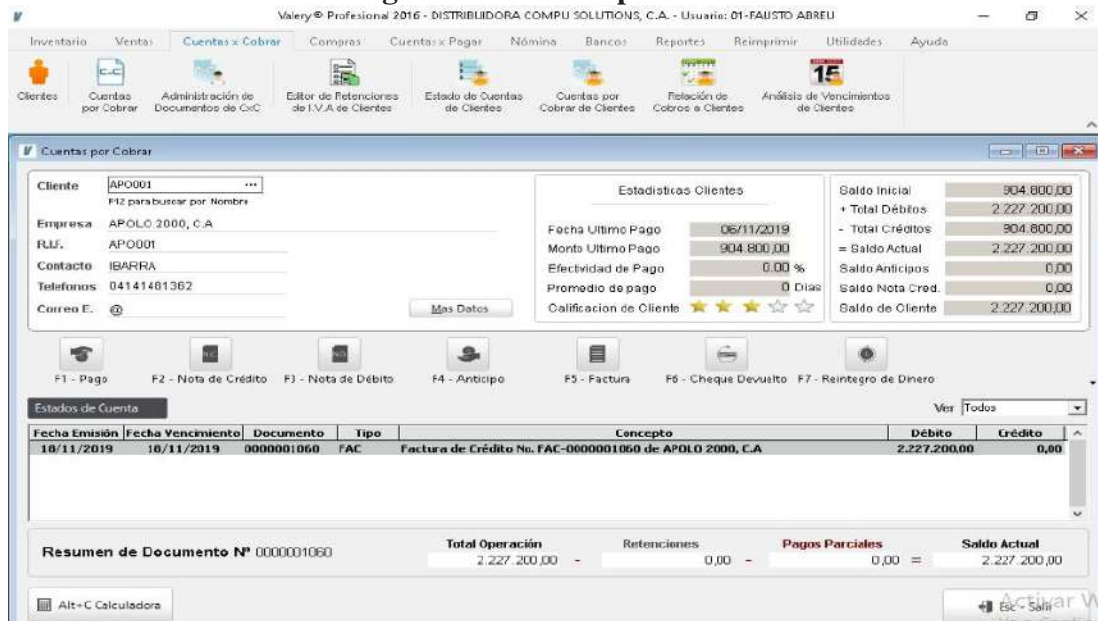 Valery® Profesional 2016 - DISTRIBUIDORA COMPU SOLUTIONS, C.A. - Usuario: 01-FAUSTO ABREU
Inventario Ventas Cuentas x Cobrar Compras Cuentas x Pagar Nómina Bancos Reportes Reimprimir Utilidades Ayuda
Clientes Cuentas por Cobrar Administración de Documentos de CxC Editor de Retenciones de I.V.A de Clientes Estado de Cuentas de Clientes Cuentas por Cobrar de Clientes Relación de Cobros a Clientes 15 Análisis de Vencimientos de Clientes
Cuentas por Cobrar
Cliente APO001 ...
F12 para buscar por Nombre
Empresa APOLO 2000, C.A
R.I.F. APO001
Contacto IBARRA
Telefonos 04141481362
Correo E. @
Mas Datos
Estadisticas Clientes
Fecha Ultimo Pago 06/11/2019
Monto Ultimo Pago 904.800,00
Efectividad de Pago 0.00 %
Promedio de pago 0 Dias
Calificacion de Cliente
Saldo Inicial 904.800,00
+ Total Débitos 2.227.200,00
- Total Créditos 904.800,00
= Saldo Actual 2.227.200,00
Saldo Anticipos 0,00
Saldo Nota Cred. 0,00
Saldo de Cliente 2.227.200,00
F1 - Pago F2 - Nota de Crédito F3 - Nota de Débito F4 - Anticipo F5 - Factura F6 - Cheque Devuelto F7 - Reintegro de Dinero
Estados de Cuenta Ver Todos
Fecha Emisión Fecha Vencimiento Documento Tipo Concepto Débito Crédito
18/11/2019 18/11/2019 0000001060 FAC Factura de Crédito No. FAC-0000001060 de APOLO 2000, C.A 2.227.200,00 0,00
Resumen de Documento Nº 0000001060
Total Operación Retenciones Pagos Parciales Saldo Actual
2.227.200,00 - 0,00 - 0,00 = 2.227.200,00
Alt+C Calculadora
Esc - Salir
Activar W